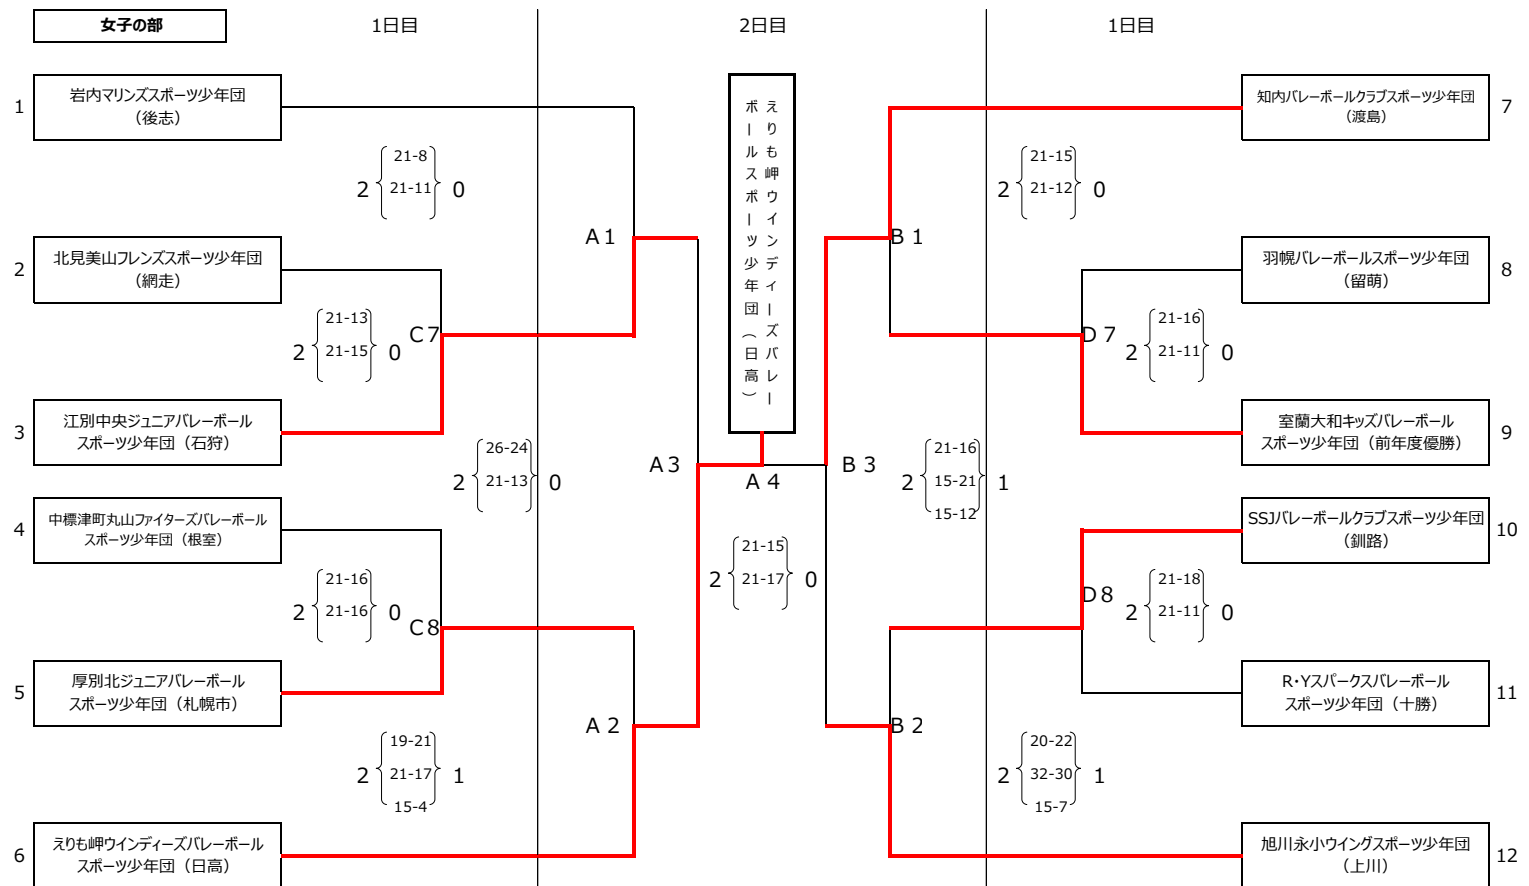 女子の部
1日目
2日目
1日目
1
岩内マリンズスポーツ少年団
（後志）
2
21-8
21-11
0
A1
2
北見美山フレンズスポーツ少年団
（網走）
2
21-13
21-15
0
C7
3
江別中央ジュニアバレーボール
スポーツ少年団（石狩）
2
26-24
21-13
0
A3
4
中標津町丸山ファイターズバレーボール
スポーツ少年団（根室）
2
21-16
21-16
0
C8
5
厚別北ジュニアバレーボール
スポーツ少年団（札幌市）
A2
2
19-21
21-17
15-4
1
6
えりも岬ウインディーズバレーボール
スポーツ少年団（日高）
えりも岬ウインディーズバレー
ボールスポーツ少年団（日高）
A4
2
21-15
21-17
0
知内バレーボールクラブスポーツ少年団
（渡島）
7
2
21-15
21-12
0
B1
羽幌バレーボールスポーツ少年団
（留萌）
8
D7
2
21-16
21-11
0
室蘭大和キッズバレーボール
スポーツ少年団（前年度優勝）
9
B3
2
21-16
15-21
15-12
1
SSJバレーボールクラブスポーツ少年団
（釧路）
10
D8
2
21-18
21-11
0
R・Yスパークスバレーボール
スポーツ少年団（十勝）
11
B2
2
20-22
32-30
15-7
1
旭川永小ウイングスポーツ少年団
（上川）
12